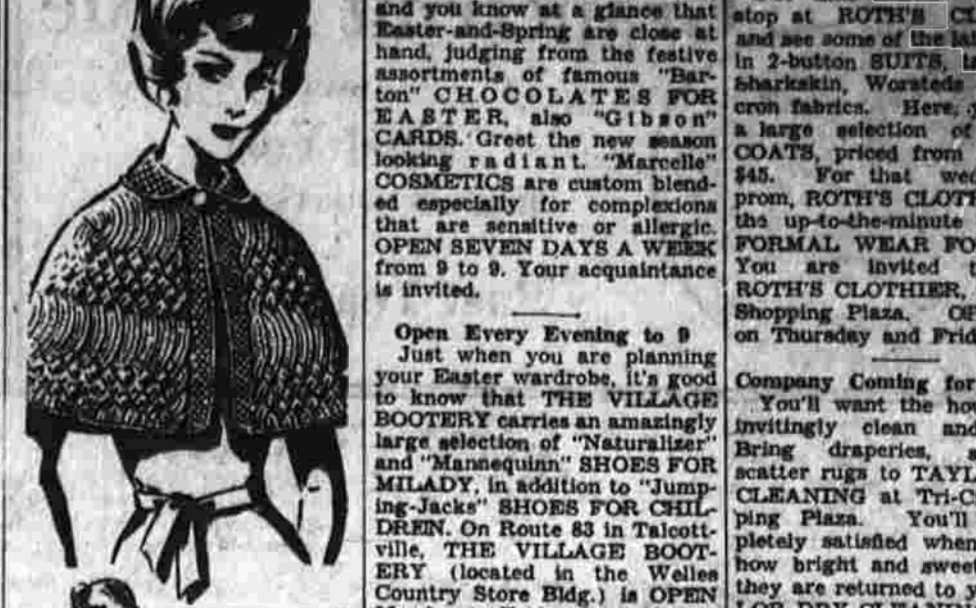 and you know at a glance that
Easter-and-Spring are close at
hand, judging from the festive
assortments of famous "Bar-
ton" CHOCOLATES FOR
EASTER, also "Gibson"
CARDS. Greet the new season
looking radiant. "Marcelle"
COSMETICS are custom blend-
ed especially for complexions
that are sensitive or allergic.
OPEN SEVEN DAYS A WEEK
from 9 to 9. Your acquaintance
is invited.
Open Every Evening to 9
Just when you are planning
your Easter wardrobe, it's good
to know that THE VILLAGE
BOOTERY carries an amazingly
large selection of "Naturalizer"
and "Mannequinn" SHOES FOR
MILADY, in addition to "Jump-
ing-Jacks" SHOES FOR CHIL-
DREN. On Route 83 in Talcott-
ville, THE VILLAGE BOOT-
ERY (located in the Welles
Country Store Bldg.) is OPEN
stop at ROTH'S
and see some of the
in 2-button SUITS,
Sharkskin, Worsteds
cron fabrics. Here,
a large selection of
COATS, priced from
$45. For that
prom, ROTH'S
the up-to-the-minute
FORMAL WEAR
You are invited
ROTH'S CLOTHIER,
Shopping Plaza.
on Thursday and
Company Coming for
You'll want the
invitingly clean and
Bring draperies,
scatter rugs to
CLEANING at
ping Plaza. You'll
pletely satisfied when
how bright and
they are returned to